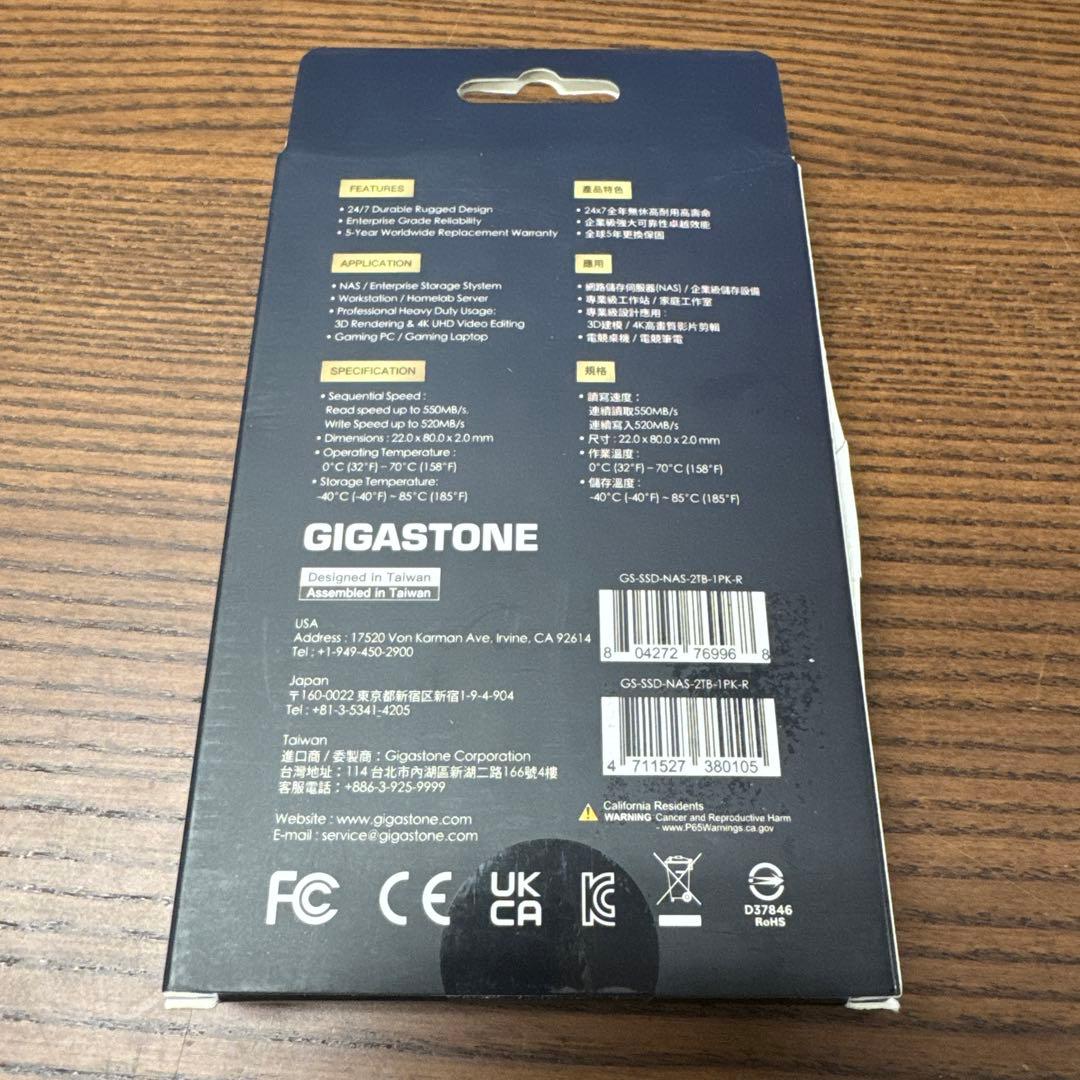 FEATURES
• 24/7 Durable Rugged Design
• Enterprise Grade Reliability
• 5-Year Worldwide Replacement Warranty
APPLICATION
• NAS / Enterprise Storage Stystem
• Workstation / Homelab Server
• Professional Heavy Duty Usage:
3D Rendering & 4K UHD Video Editing
• Gaming PC / Gaming Laptop
SPECIFICATION
• Sequential Speed :
Read speed up to 550MB/s.
Write Speed up to 520MB/s.
• Dimensions : 22.0 x 80.0 x 2.0 mm
• Operating Temperature :
0°C (32°F) – 70°C (158°F)
• Storage Temperature:
-40°C (-40°F) ~ 85°C (185°F)
產品特色
• 24x7全年無休高耐用高壽命
• 企業級強大可靠性卓越效能
• 全球5年更換保固
應用
• 網路儲存伺服器(NAS) / 企業級儲存設備
• 專業級工作站 / 家庭工作室
• 專業級設計應用 :
3D建模 / 4K高畫質影片剪輯
• 電競桌機 / 電競筆電
規格
• 讀寫速度：
連續讀取550MB/s
連續寫入520MB/s
• 尺寸 : 22.0 x 80.0 x 2.0 mm
• 作業溫度 :
0°C (32°F) – 70°C (158°F)
• 儲存溫度 :
-40°C (-40°F) ~ 85°C (185°F)
GIGASTONE
Designed in Taiwan
Assembled in Taiwan
USA
Address : 17520 Von Karman Ave, Irvine, CA 92614
Tel : +1-949-450-2900
Japan
〒160-0022 東京都新宿区新宿1-9-4-904
Tel : +81-3-5341-4205
Taiwan
進口商 / 委製商：Gigastone Corporation
台灣地址：114 台北市內湖區新湖二路166號4樓
客服電話：+886-3-925-9999
Website : www.gigastone.com
E-mail : service@gigastone.com
GS-SSD-NAS-2TB-1PK-R
8 04272 76996 8
GS-SSD-NAS-2TB-1PK-R
4 711527 380105
California Residents
WARNING Cancer and Reproductive Harm
- www.P65Warnings.ca.gov
FC CE UK
CA
D37846
RoHS